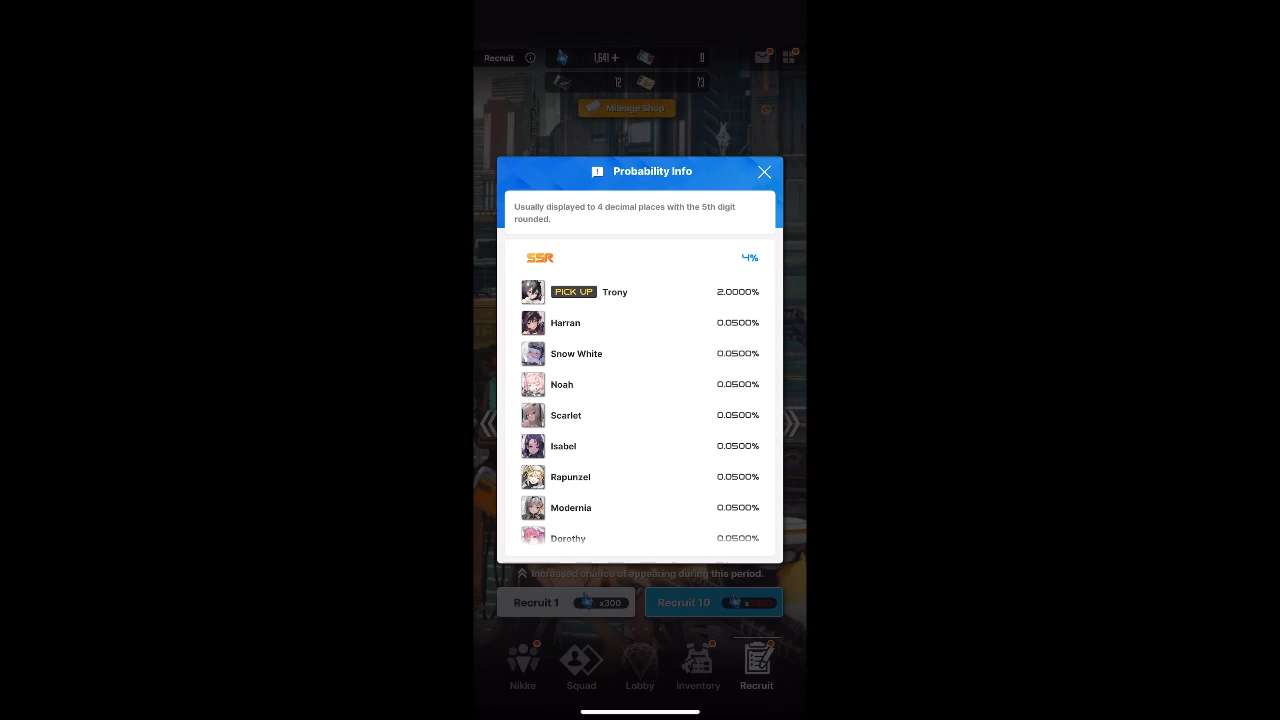 Recruit
1,641 +
0
12
73
Mileage Shop
Probability Info
Usually displayed to 4 decimal places with the 5th digit
rounded.
SSR 4%
PICK UP Trony 2.0000%
Harran 0.0500%
Snow White 0.0500%
Noah 0.0500%
Scarlet 0.0500%
Isabel 0.0500%
Rapunzel 0.0500%
Modernia 0.0500%
Dorothy 0.0500%
Increased chance of appearing during this period.
Recruit 1 x300
Recruit 10
Nikke
Squad
Lobby
Inventory
Recruit